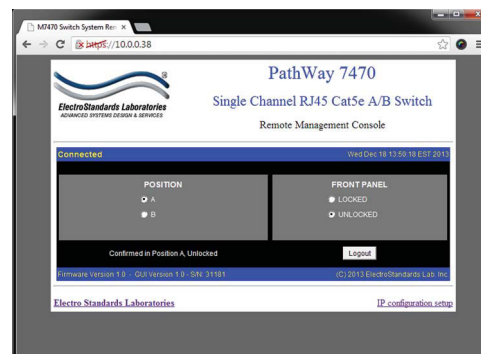 M7470 Switch System Ren
https://10.0.0.38
PathWay 7470
Single Channel RJ45 Cat5e A/B Switch
Remote Management Console
ElectroStandards Laboratories
ADVANCED SYSTEMS DESIGN & SERVICES
®
Connected
Wed Dec 18 13:59:18 EST 2013
POSITION
A
B
FRONT PANEL
LOCKED
UNLOCKED
Confirmed in Position A, Unlocked
Logout
Firmware Version 1.0 - GUI Version 1.0 - S/N: 31181
(C) 2013 ElectroStandards Lab. Inc
Electro Standards Laboratories
IP configuration setup